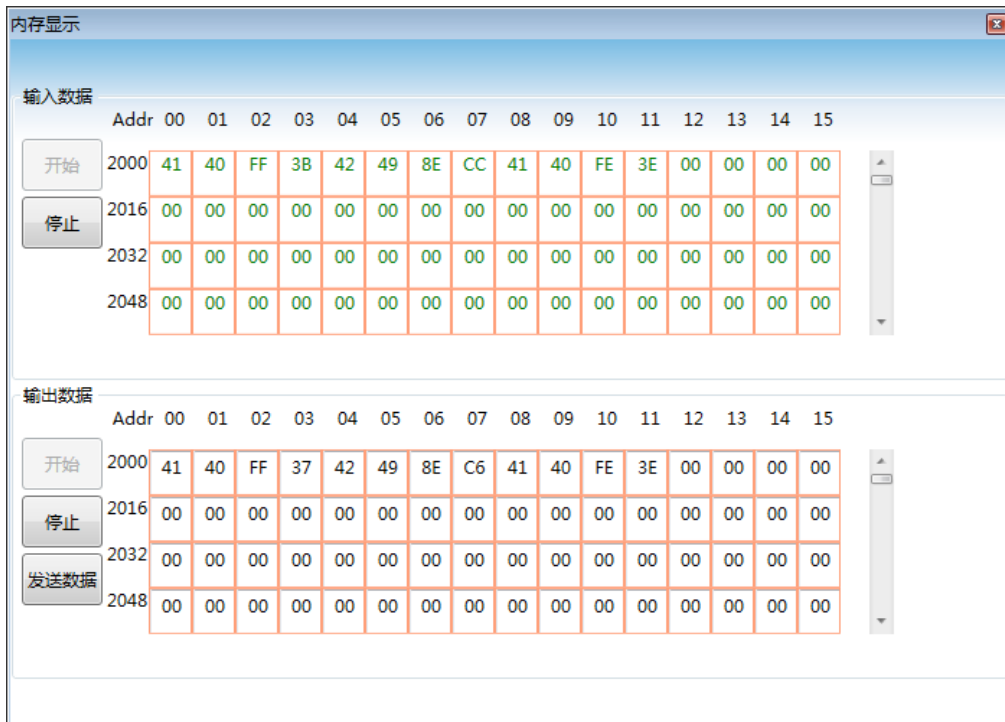 内存显示
输入数据
Addr 00 01 02 03 04 05 06 07 08 09 10 11 12 13 14 15
开始 2000 41 40 FF 3B 42 49 8E CC 41 40 FE 3E 00 00 00 00
停止 2016 00 00 00 00 00 00 00 00 00 00 00 00 00 00 00 00
2032 00 00 00 00 00 00 00 00 00 00 00 00 00 00 00 00
2048 00 00 00 00 00 00 00 00 00 00 00 00 00 00 00 00
输出数据
Addr 00 01 02 03 04 05 06 07 08 09 10 11 12 13 14 15
开始 2000 41 40 FF 37 42 49 8E C6 41 40 FE 3E 00 00 00 00
停止 2016 00 00 00 00 00 00 00 00 00 00 00 00 00 00 00 00
发送数据 2032 00 00 00 00 00 00 00 00 00 00 00 00 00 00 00 00
2048 00 00 00 00 00 00 00 00 00 00 00 00 00 00 00 00